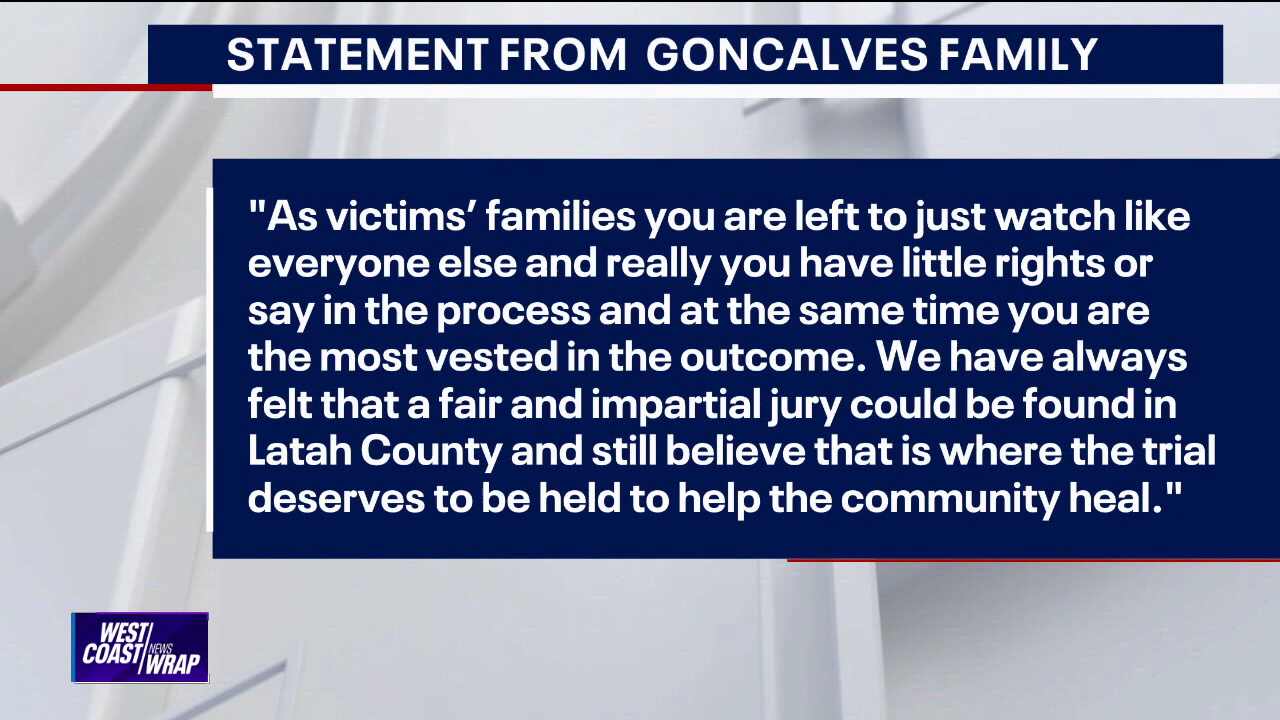 STATEMENT FROM GONCALVES FAMILY
"As victims’ families you are left to just watch like
everyone else and really you have little rights or
say in the process and at the same time you are
the most vested in the outcome. We have always
felt that a fair and impartial jury could be found in
Latah County and still believe that is where the trial
deserves to be held to help the community heal."
WEST
COAST NEWS
WRAP